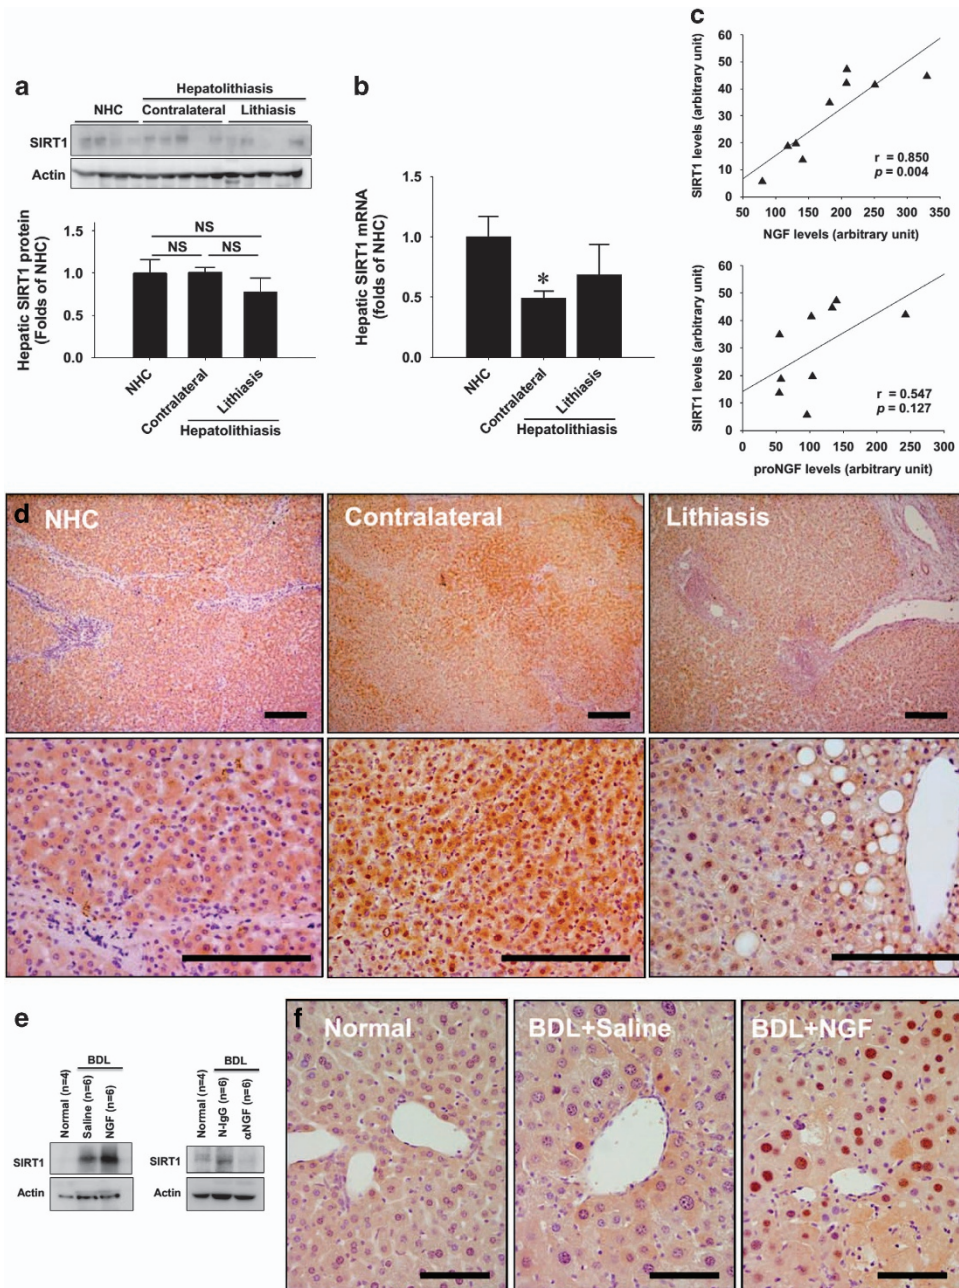 a
Hepatolithiasis
NHC Contralateral Lithiasis
SIRT1
Actin
Hepatic SIRT1 protein
(Folds of NHC)
1.5
1.0
0.5
0.0
NS
NS NS
NHC
Contralateral
Lithiasis
Hepatolithiasis
b
Hepatic SIRT1 mRNA
(folds of NHC)
1.5
1.0
0.5
0.0
*
NHC
Contralateral
Lithiasis
Hepatolithiasis
c
SIRT1 levels (arbitrary unit)
60
50
40
30
20
10
0
r = 0.850
p = 0.004
50 100 150 200 250 300 350
NGF levels (arbitrary unit)
SIRT1 levels (arbitrary unit)
60
50
40
30
20
10
0
r = 0.547
p = 0.127
0 50 100 150 200 250 300
proNGF levels (arbitrary unit)
d
NHC
Contralateral
Lithiasis
e
BDL
Normal (n=4)
Saline (n=6)
NGF (n=6)
SIRT1
Actin
BDL
Normal (n=4)
N-IgG (n=6)
αNGF (n=6)
SIRT1
Actin
f
Normal
BDL+Saline
BDL+NGF